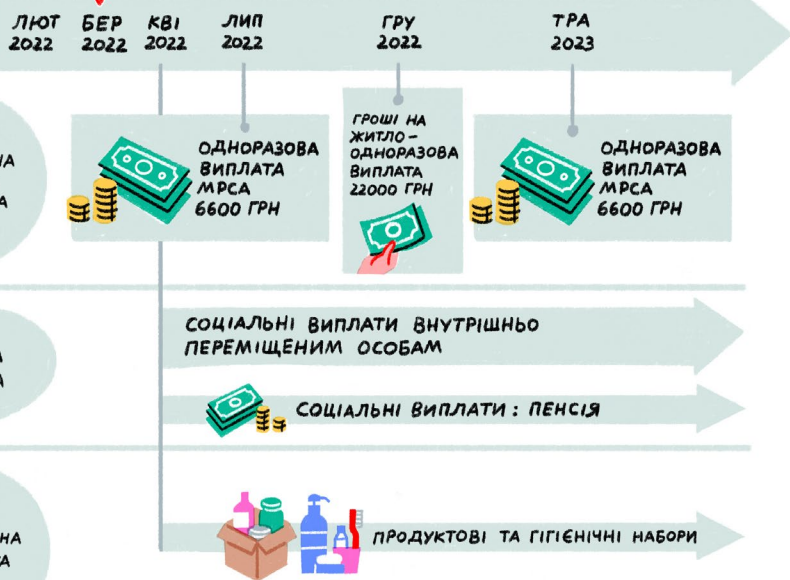 ЛЮТ
2022
БЕР
2022
КВІ
2022
ЛИП
2022
ГРУ
2022
ТРА
2023
ОДНОРАЗОВА
ВИПЛАТА
МРСА
6600 ГРН
ГРОШІ НА
ЖИТЛО –
ОДНОРАЗОВА
ВИПЛАТА
22000 ГРН
ОДНОРАЗОВА
ВИПЛАТА
МРСА
6600 ГРН
СОЦІАЛЬНІ ВИПЛАТИ ВНУТРІШНЬО
ПЕРЕМІЩЕНИМ ОСОБАМ
СОЦІАЛЬНІ ВИПЛАТИ: ПЕНСІЯ
ПРОДУКТОВІ ТА ГІГІЄНІЧНІ НАБОРИ